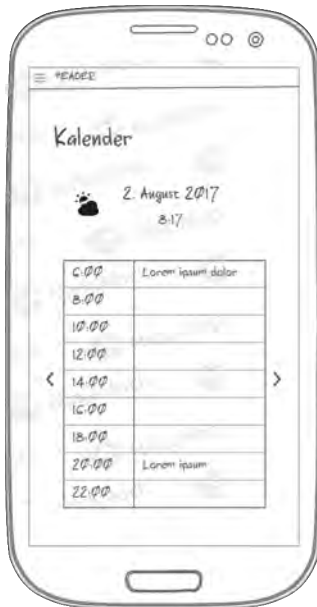 HEADER
Kalender
2. August 2017
8:17
6:00 Lorem ipsum dolor
8:00
10:00
12:00
14:00
16:00
18:00
20:00 Lorem ipsum
22:00